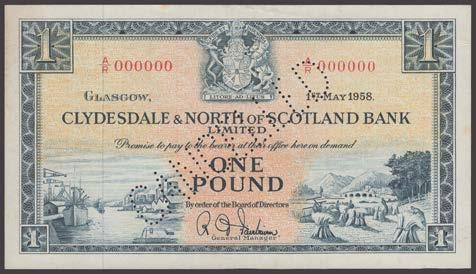 1 1
A/R 000000 A/R 000000
GLASGOW, 1ST MAY 1958.
CLYDESDALE & NORTH OF SCOTLAND BANK
LIMITED
Promise to pay to the bearer at their office here on demand
ONE
POUND
By order of the Board of Directors
General Manager
1 1